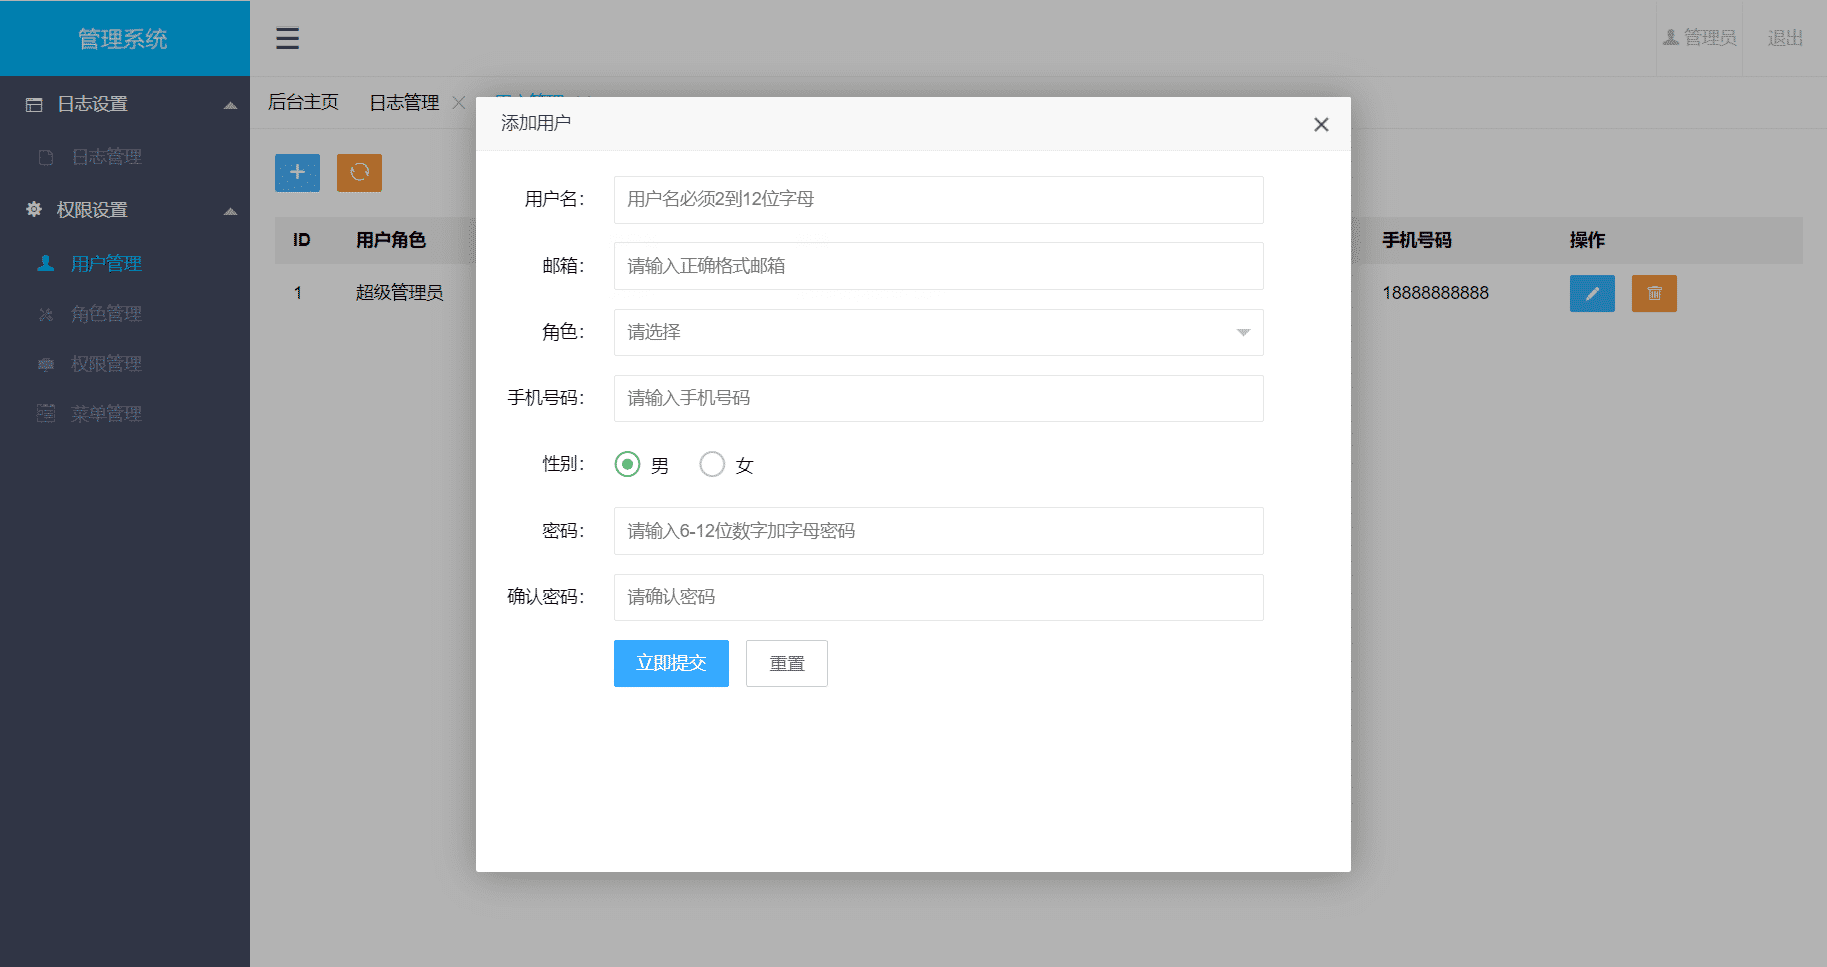 管理系统
管理员
退出
日志设置
日志管理
权限设置
用户管理
角色管理
权限管理
菜单管理
后台主页
日志管理
用户管理
ID
用户角色
手机号码
操作
1
超级管理员
18888888888
添加用户
用户名：
用户名必须2到12位字母
邮箱：
请输入正确格式邮箱
角色：
请选择
手机号码：
请输入手机号码
性别：
男
女
密码：
请输入6-12位数字加字母密码
确认密码：
请确认密码
立即提交
重置